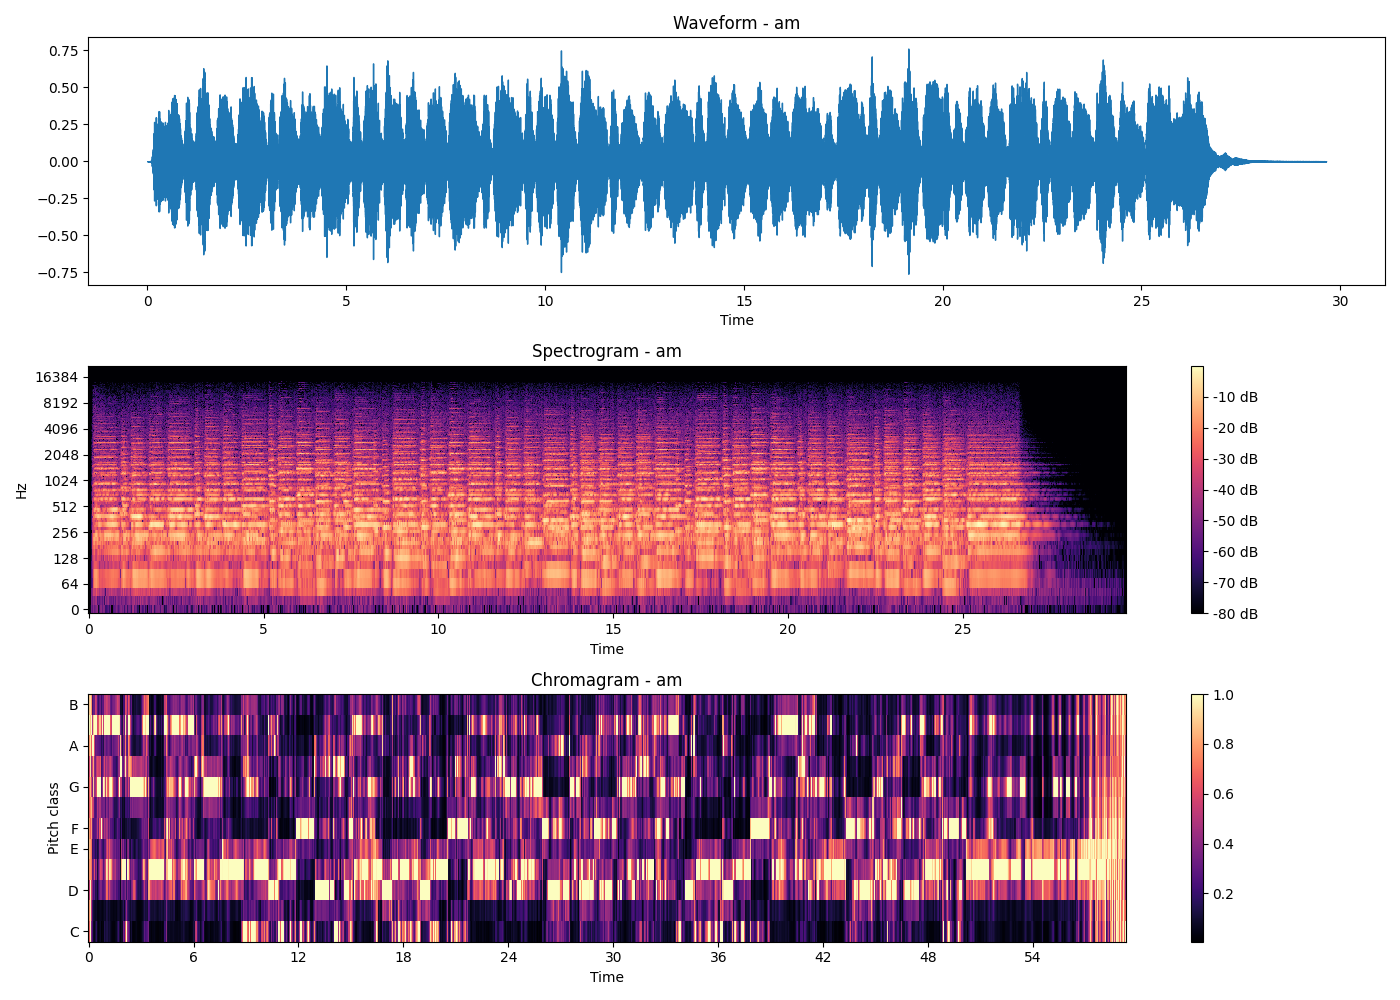 Waveform - am
0.75
0.50
0.25
0.00
−0.25
−0.50
−0.75
0 5 10 15 20 25 30
Time
Spectrogram - am
Hz
16384
8192
4096
2048
1024
512
256
128
64
0
0 5 10 15 20 25
Time
-10 dB
-20 dB
-30 dB
-40 dB
-50 dB
-60 dB
-70 dB
-80 dB
Chromagram - am
Pitch class
B
A
G
F
E
D
C
0 6 12 18 24 30 36 42 48 54
Time
1.0
0.8
0.6
0.4
0.2